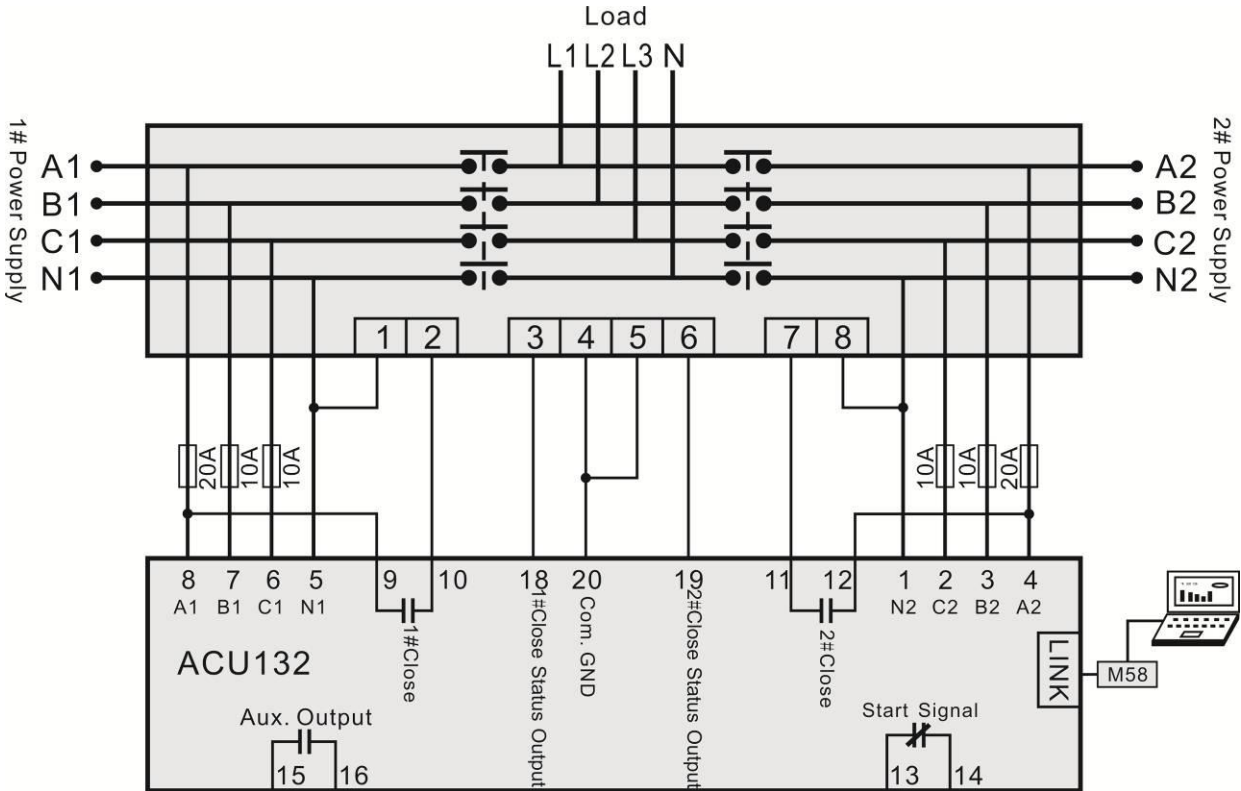 Load
L1 L2 L3 N
1# Power Supply
A1
B1
C1
N1
2# Power Supply
A2
B2
C2
N2
1 2 3 4 5 6 7 8
20A 10A 10A 10A 10A 20A
8 7 6 5 9 10 18 20 19 11 12 1 2 3 4
A1 B1 C1 N1 N2 C2 B2 A2
1#Close
1#Close Status Output
Com. GND
2#Close Status Output
2#Close
ACU132
LINK
M58
Aux. Output
15 16
Start Signal
13 14